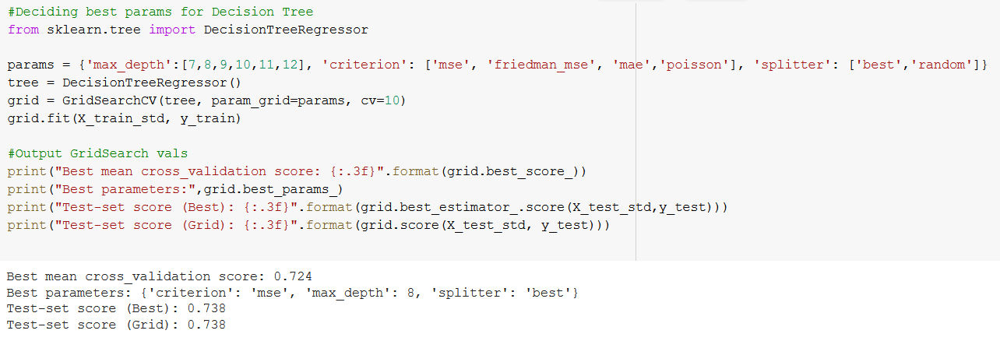 #Deciding best params for Decision Tree
from sklearn.tree import DecisionTreeRegressor
params = {'max_depth':[7,8,9,10,11,12], 'criterion': ['mse', 'friedman_mse', 'mae','poisson'], 'splitter': ['best','random']}
tree = DecisionTreeRegressor()
grid = GridSearchCV(tree, param_grid=params, cv=10)
grid.fit(X_train_std, y_train)
#Output GridSearch vals
print("Best mean cross_validation score: {:.3f}".format(grid.best_score_))
print("Best parameters:",grid.best_params_)
print("Test-set score (Best): {:.3f}".format(grid.best_estimator_.score(X_test_std,y_test)))
print("Test-set score (Grid): {:.3f}".format(grid.score(X_test_std, y_test)))
Best mean cross_validation score: 0.724
Best parameters: {'criterion': 'mse', 'max_depth': 8, 'splitter': 'best'}
Test-set score (Best): 0.738
Test-set score (Grid): 0.738